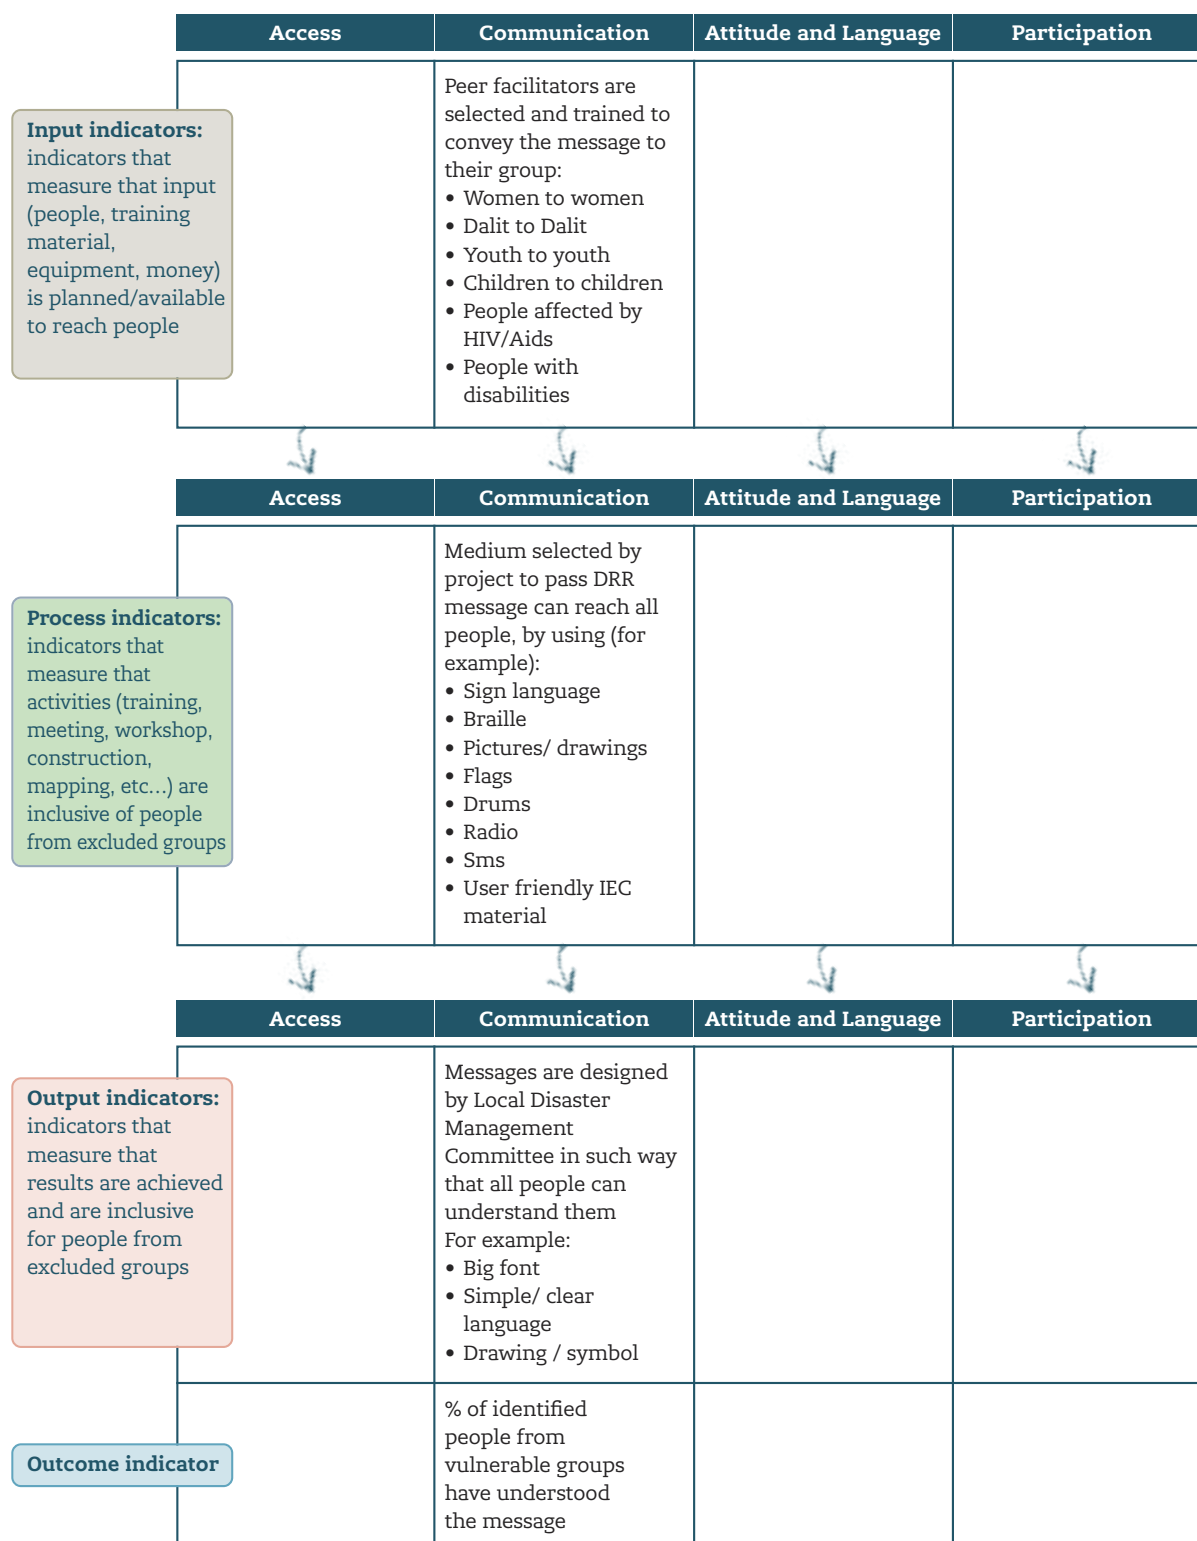 Access Communication Attitude and Language Participation
Input indicators:
indicators that
measure that input
(people, training
material,
equipment, money)
is planned/available
to reach people
Peer facilitators are
selected and trained to
convey the message to
their group:
• Women to women
• Dalit to Dalit
• Youth to youth
• Children to children
• People affected by
HIV/Aids
• People with
disabilities
Access Communication Attitude and Language Participation
Process indicators:
indicators that
measure that
activities (training,
meeting, workshop,
construction,
mapping, etc...) are
inclusive of people
from excluded groups
Medium selected by
project to pass DRR
message can reach all
people, by using (for
example):
• Sign language
• Braille
• Pictures/ drawings
• Flags
• Drums
• Radio
• Sms
• User friendly IEC
material
Access Communication Attitude and Language Participation
Output indicators:
indicators that
measure that
results are achieved
and are inclusive
for people from
excluded groups
Messages are designed
by Local Disaster
Management
Committee in such way
that all people can
understand them
For example:
• Big font
• Simple/ clear
language
• Drawing / symbol
Outcome indicator
% of identified
people from
vulnerable groups
have understood
the message